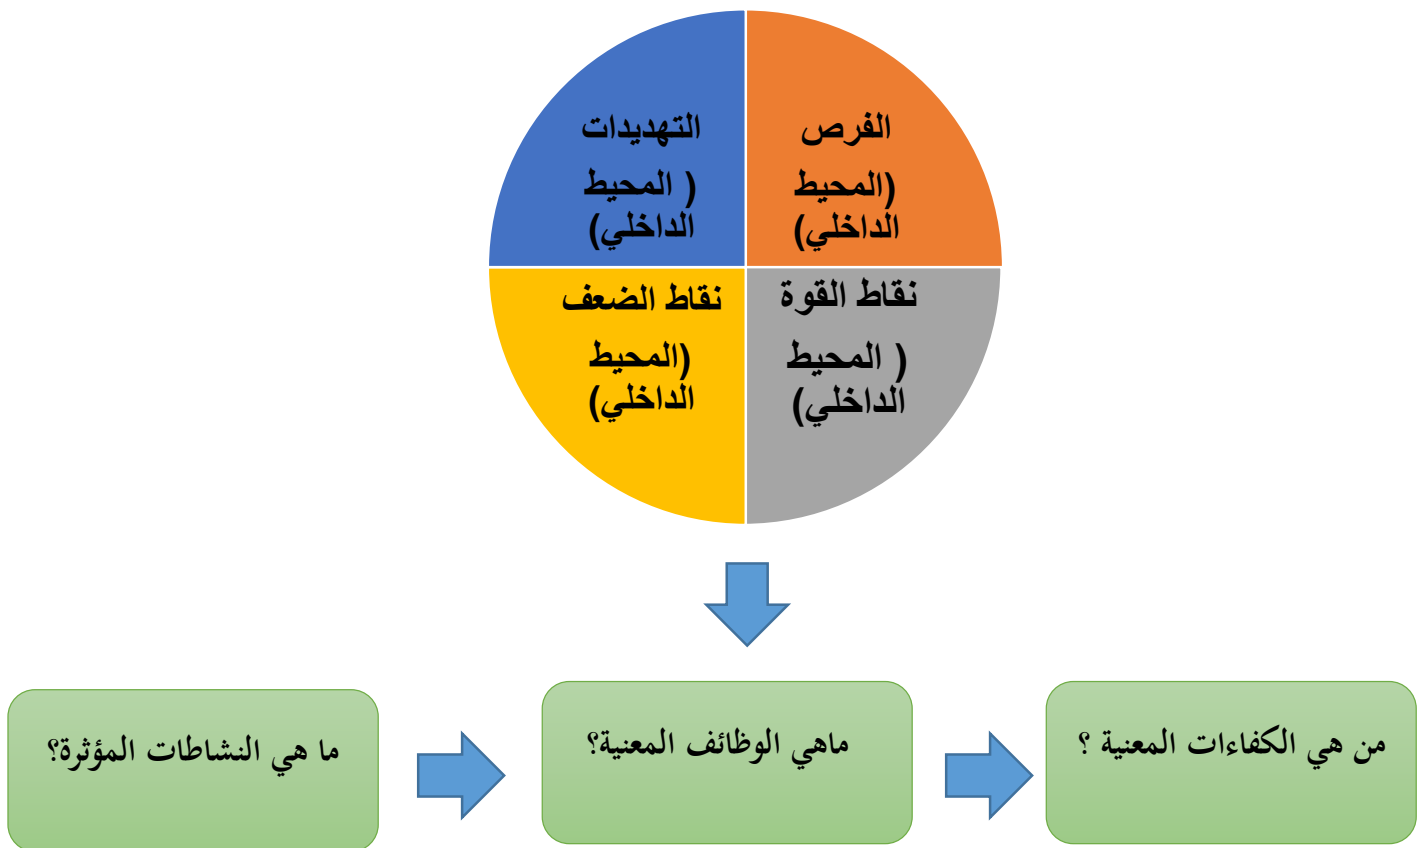 الفرص
(المحيط
الداخلي)
التهديدات
( المحيط
الداخلي)
نقاط القوة
( المحيط
الداخلي)
نقاط الضعف
(المحيط
الداخلي)
من هي الكفاءات المعنية ؟
ماهي الوظائف المعنية؟
ما هي النشاطات المؤثرة؟